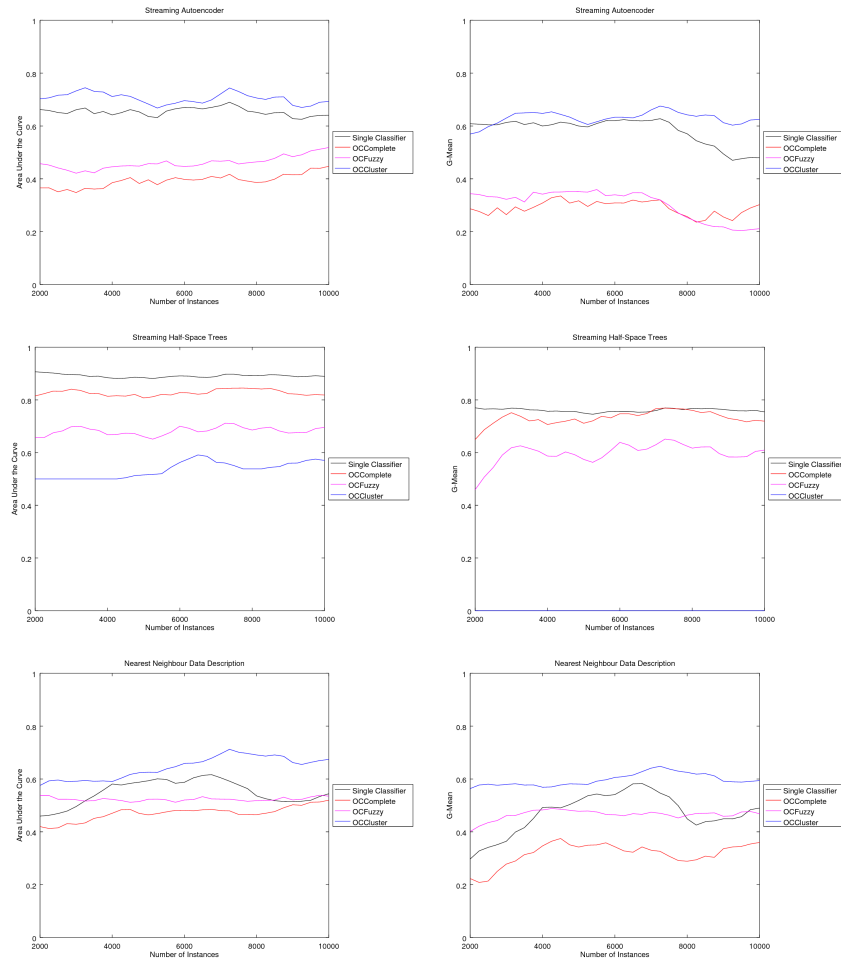 Streaming Autoencoder
Area Under the Curve
1
0.8
0.6
0.4
0.2
0
2000 4000 6000 8000 10000
Number of Instances
Single Classifier
OCComplete
OCFuzzy
OCCluster
Streaming Autoencoder
G-Mean
1
0.8
0.6
0.4
0.2
0
2000 4000 6000 8000 10000
Number of Instances
Single Classifier
OCComplete
OCFuzzy
OCCluster
Streaming Half-Space Trees
Area Under the Curve
1
0.8
0.6
0.4
0.2
0
2000 4000 6000 8000 10000
Number of Instances
Single Classifier
OCComplete
OCFuzzy
OCCluster
Streaming Half-Space Trees
G-Mean
1
0.8
0.6
0.4
0.2
0
2000 4000 6000 8000 10000
Number of Instances
Single Classifier
OCComplete
OCFuzzy
OCCluster
Nearest Neighbour Data Description
Area Under the Curve
1
0.8
0.6
0.4
0.2
0
2000 4000 6000 8000 10000
Number of Instances
Single Classifier
OCComplete
OCFuzzy
OCCluster
Nearest Neighbour Data Description
G-Mean
1
0.8
0.6
0.4
0.2
0
2000 4000 6000 8000 10000
Number of Instances
Single Classifier
OCComplete
OCFuzzy
OCCluster